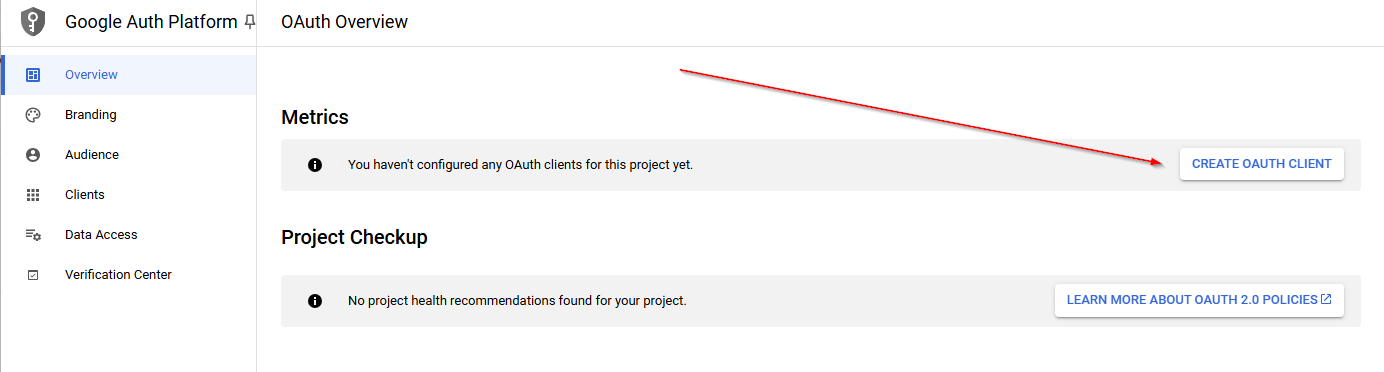 Google Auth Platform
OAuth Overview
Overview
Branding
Audience
Clients
Data Access
Verification Center
Metrics
You haven't configured any OAuth clients for this project yet.
CREATE OAUTH CLIENT
Project Checkup
No project health recommendations found for your project.
LEARN MORE ABOUT OAUTH 2.0 POLICIES